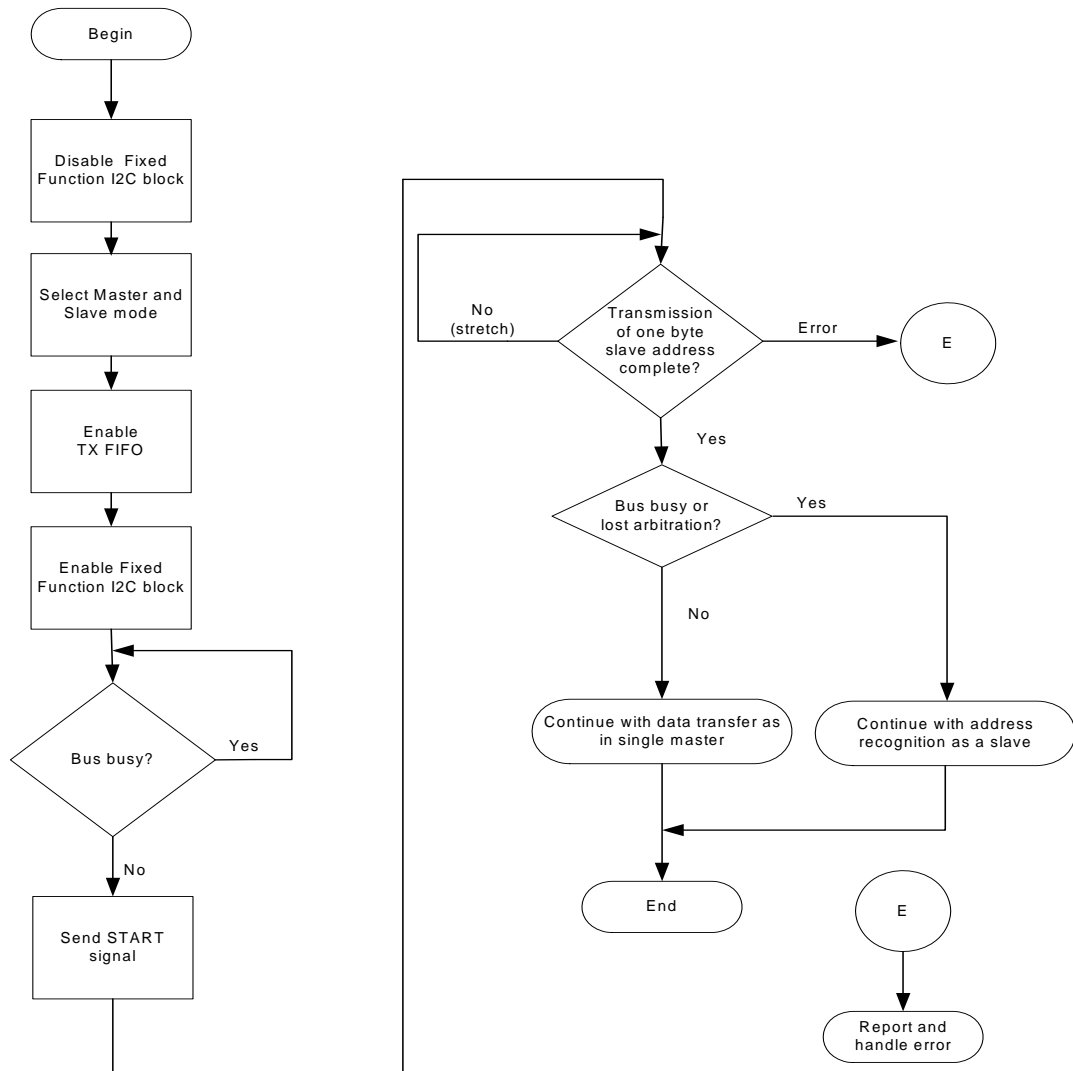 Begin
Disable Fixed
Function I2C block
Select Master and
Slave mode
Enable
TX FIFO
Enable Fixed
Function I2C block
Bus busy?
Yes
No
Send START
signal
Transmission
of one byte
slave address
complete?
No
(stretch)
Error
E
Yes
Bus busy or
lost arbitration?
Yes
No
Continue with data transfer as
in single master
Continue with address
recognition as a slave
End
E
Report and
handle error